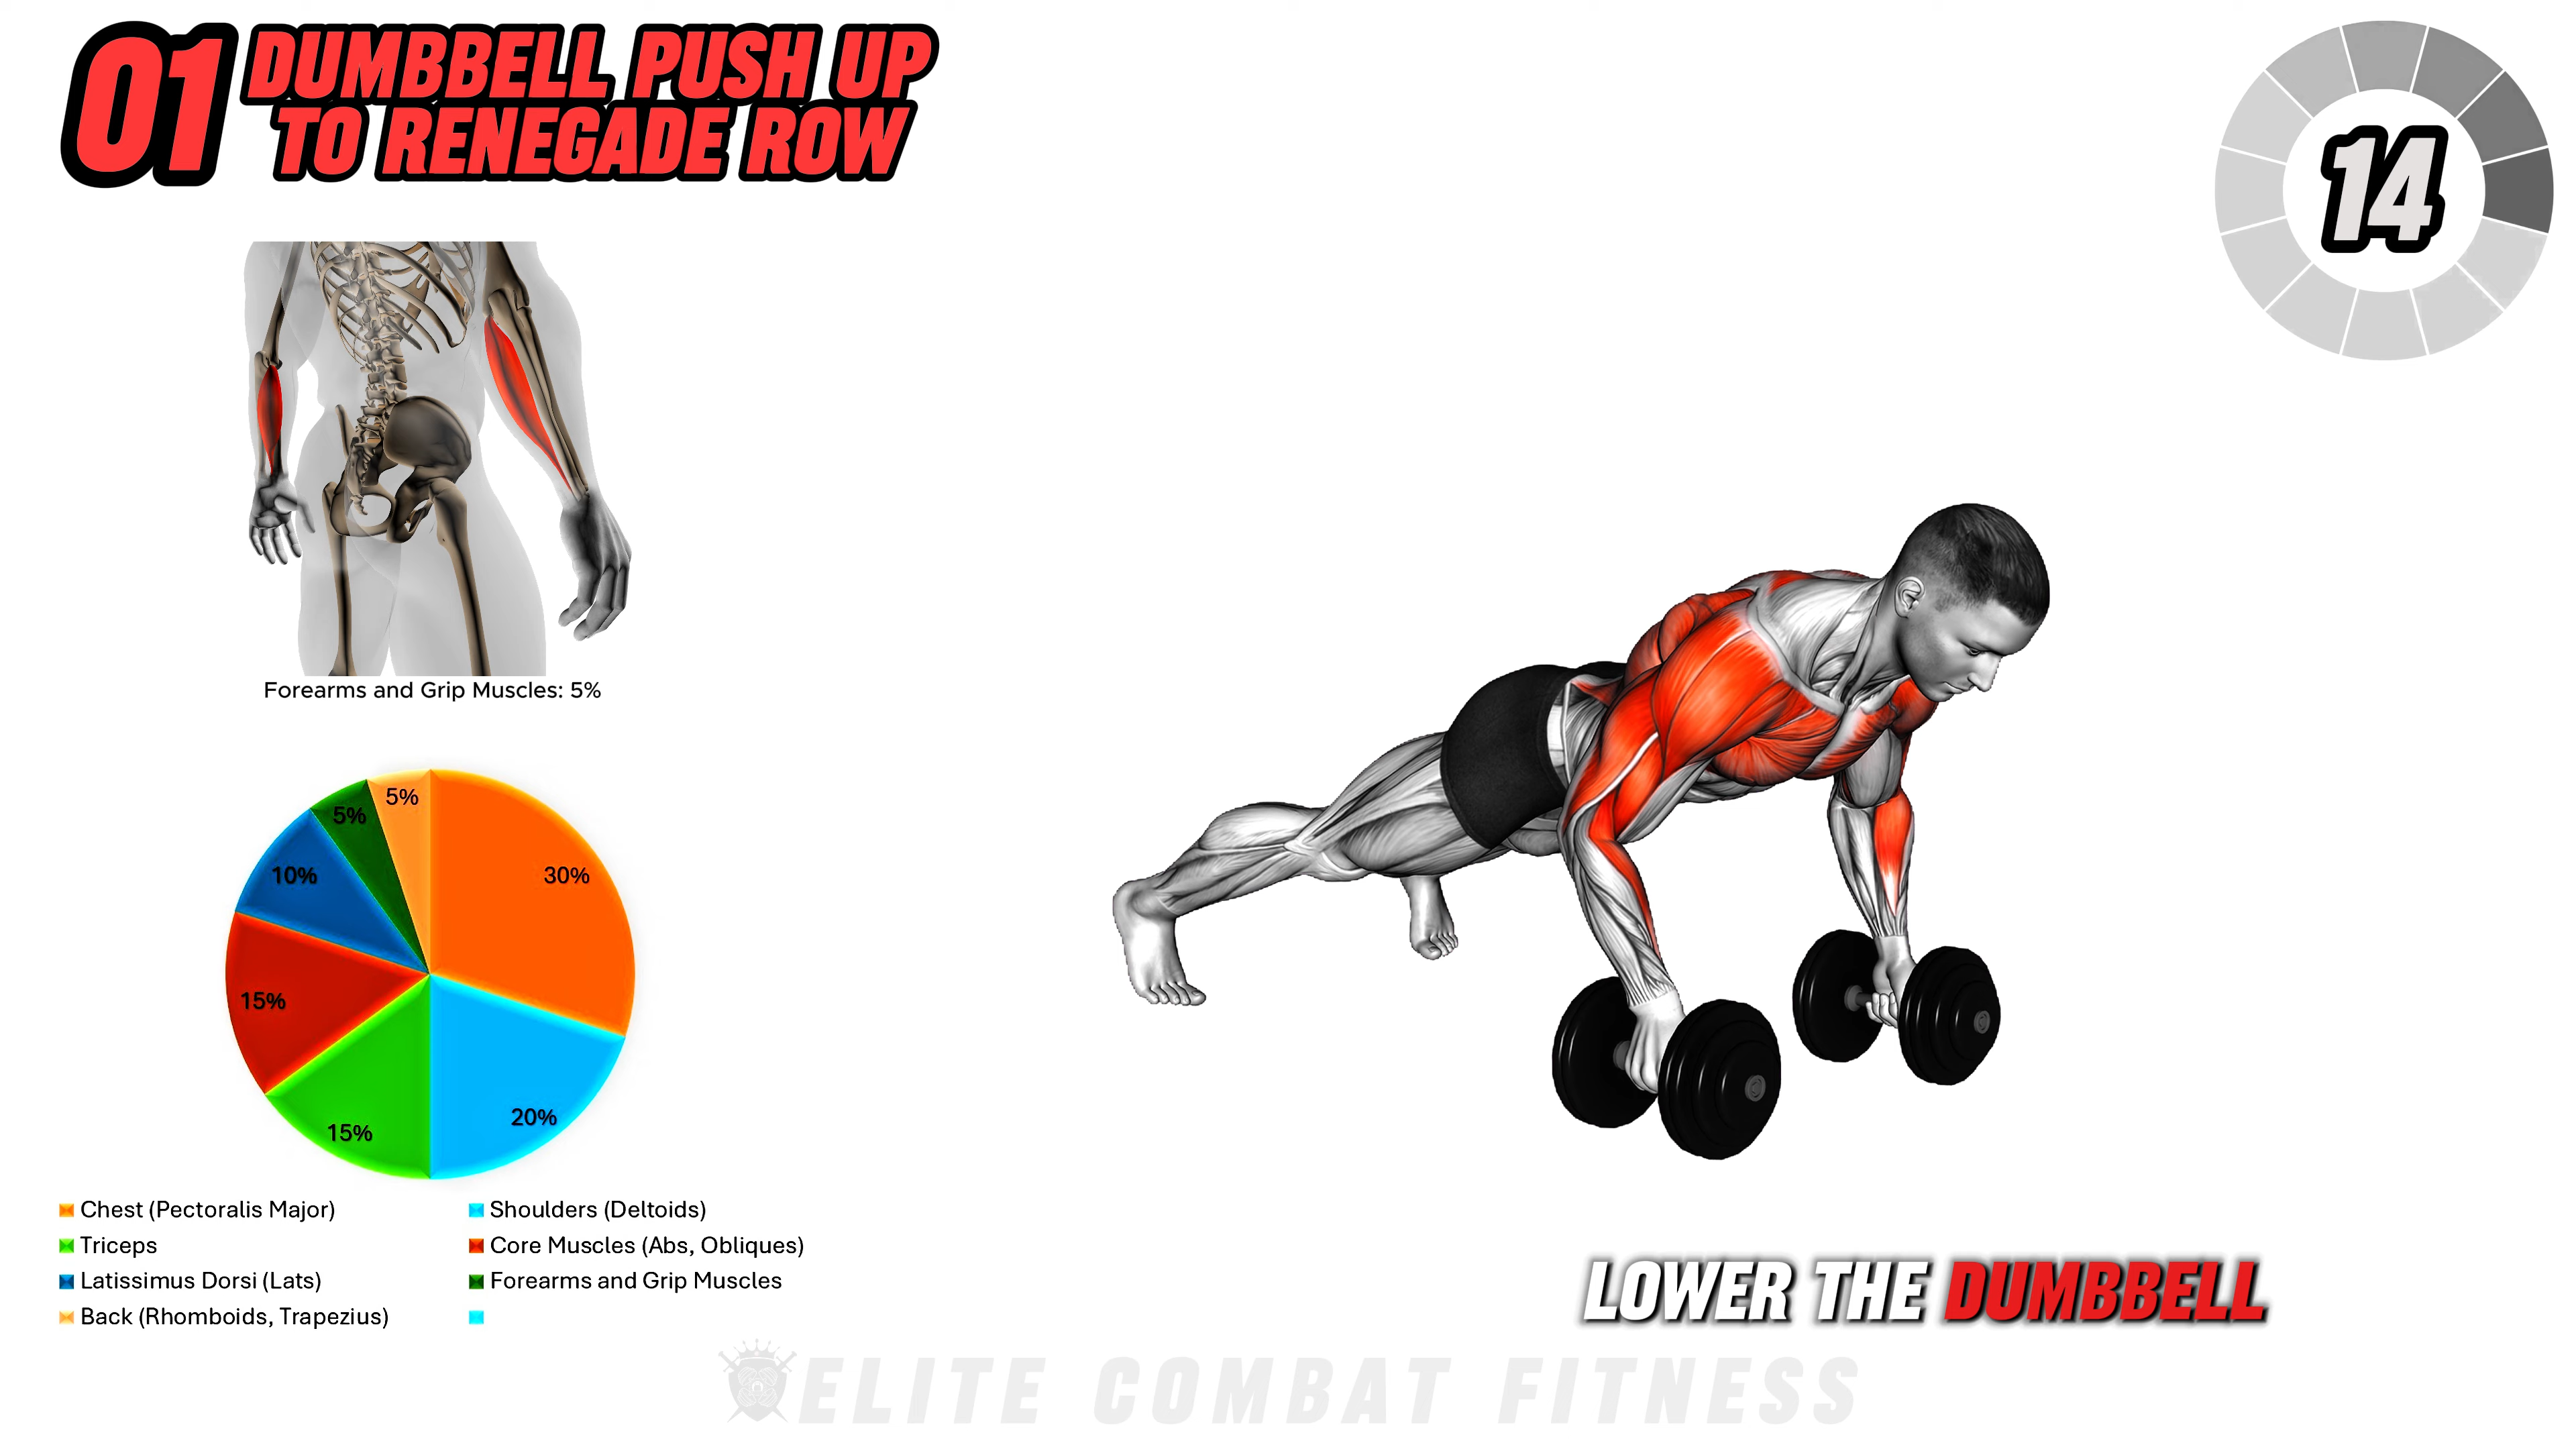 01
DUMBBELL PUSH UP
TO RENEGADE ROW
14
Forearms and Grip Muscles: 5%
5%
5%
30%
10%
15%
20%
15%
Chest (Pectoralis Major)
Shoulders (Deltoids)
Triceps
Core Muscles (Abs, Obliques)
Latissimus Dorsi (Lats)
Forearms and Grip Muscles
Back (Rhomboids, Trapezius)
LOWER THE DUMBBELL
ELITE COMBAT FITNESS